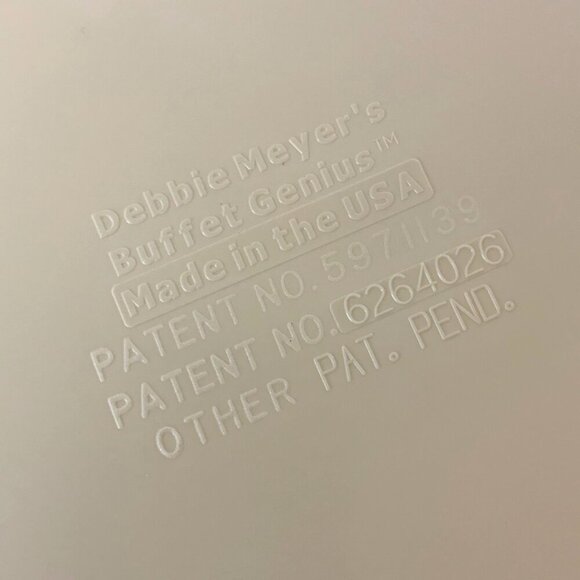 Debbie Meyer's
Buffet Genius™
Made in the USA
PATENT NO. 5971139
PATENT NO. 6264026
OTHER PAT. PEND.